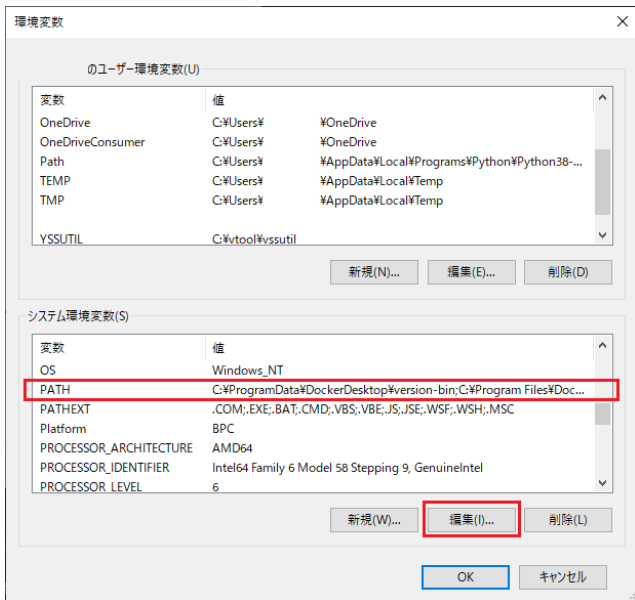 環境変数
のユーザー環境変数(U)
変数 値
OneDrive C:¥Users¥ ¥OneDrive
OneDriveConsumer C:¥Users¥ ¥OneDrive
Path C:¥Users¥ ¥AppData¥Local¥Programs¥Python¥Python38-...
TEMP C:¥Users¥ ¥AppData¥Local¥Temp
TMP C:¥Users¥ ¥AppData¥Local¥Temp
YSSUTIL C:¥vtool¥vssutil
新規(N)... 編集(E)... 削除(D)
システム環境変数(S)
変数 値
OS Windows_NT
PATH C:¥ProgramData¥DockerDesktop¥version-bin;C:¥Program Files¥Doc...
PATHEXT .COM;.EXE;.BAT;.CMD;.VBS;.VBE;.JS;.JSE;.WSF;.WSH;.MSC
Platform BPC
PROCESSOR_ARCHITECTURE AMD64
PROCESSOR_IDENTIFIER Intel64 Family 6 Model 58 Stepping 9, GenuineIntel
PROCESSOR_LEVEL 6
新規(W)... 編集(I)... 削除(L)
OK キャンセル